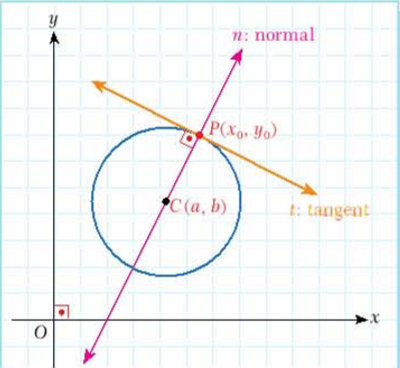 y
n: normal
P(x₀, y₀)
C(a, b)
t: tangent
x
O